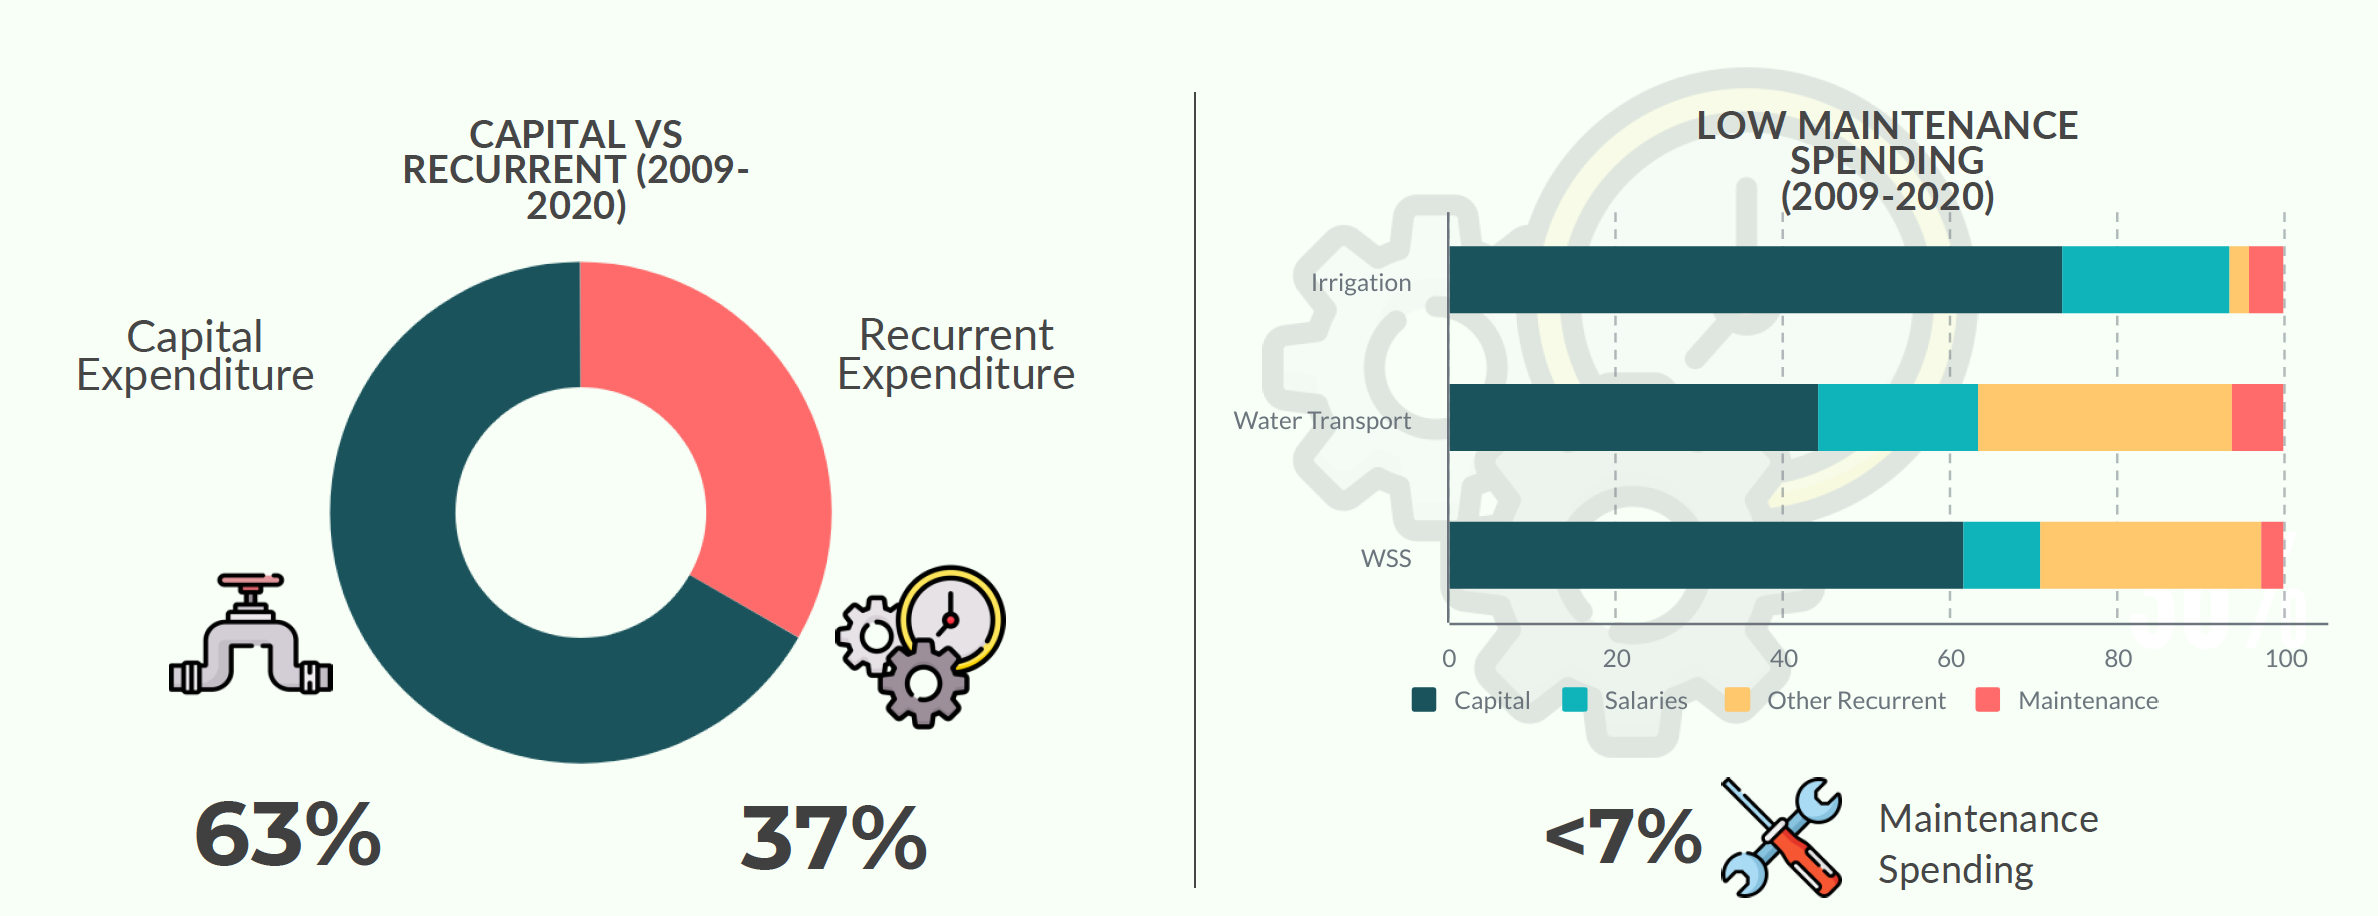 CAPITAL VS
RECURRENT (2009-
2020)
Capital
Expenditure
Recurrent
Expenditure
63%
37%
LOW MAINTENANCE
SPENDING
(2009-2020)
Irrigation
Water Transport
WSS
0 20 40 60 80 100
Capital Salaries Other Recurrent Maintenance
<7%
Maintenance
Spending